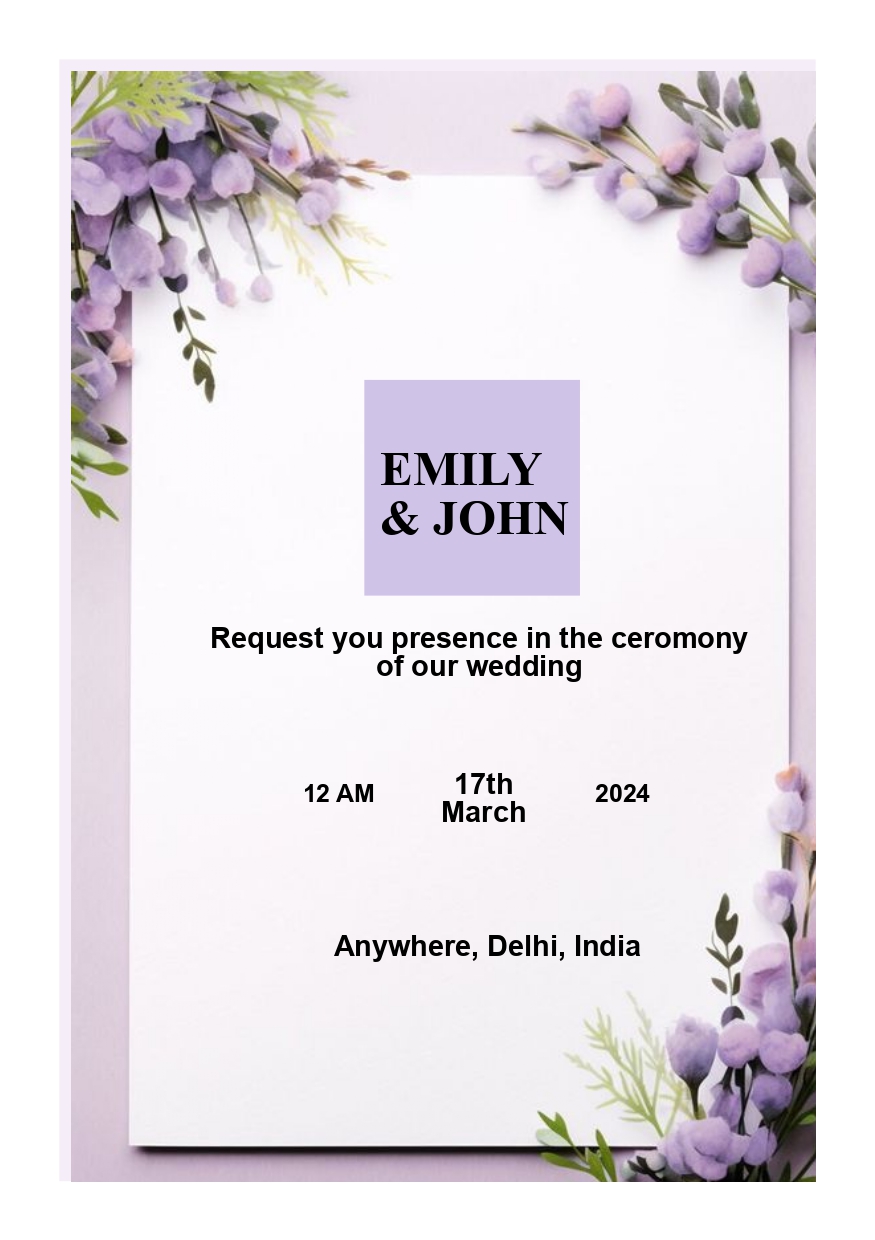 EMILY
& JOHN
Request you presence in the ceromony
of our wedding
12 AM
17th
March
2024
Anywhere, Delhi, India